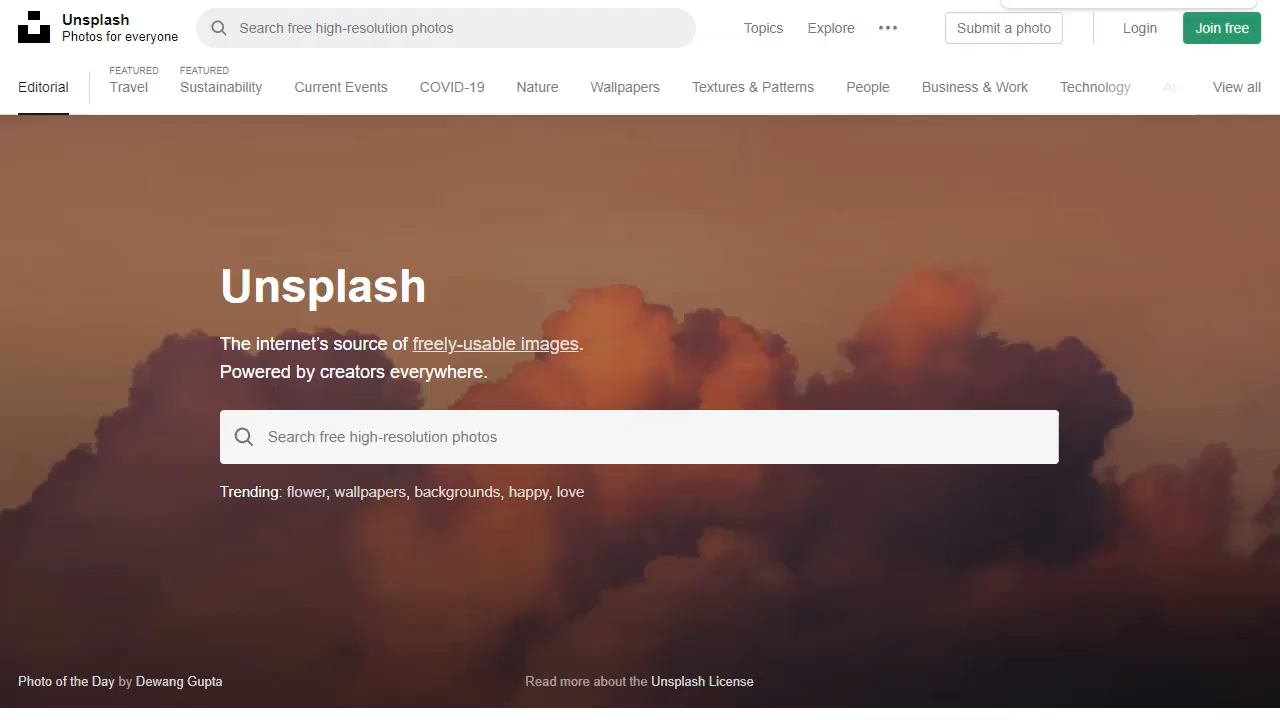 Unsplash
Photos for everyone
Search free high-resolution photos
Topics
Explore
Submit a photo
Login
Join free
Editorial
FEATURED
Travel
FEATURED
Sustainability
Current Events
COVID-19
Nature
Wallpapers
Textures & Patterns
People
Business & Work
Technology
View all
Unsplash
The internet’s source of freely-usable images.
Powered by creators everywhere.
Search free high-resolution photos
Trending: flower, wallpapers, backgrounds, happy, love
Photo of the Day by Dewang Gupta
Read more about the Unsplash License